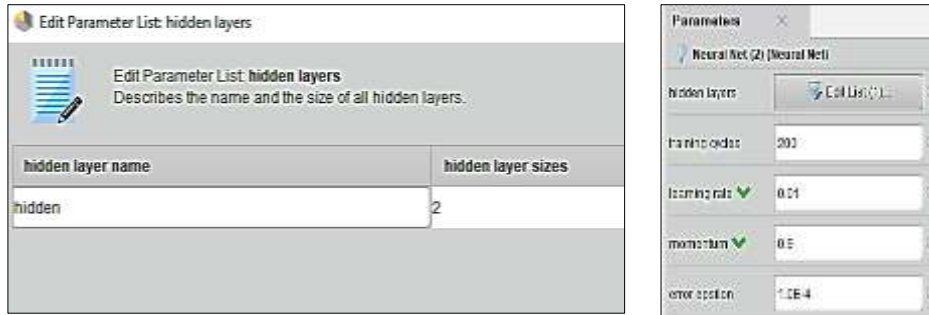 Edit Parameter List: hidden layers
Edit Parameter List: hidden layers
Describes the name and the size of all hidden layers.
hidden layer name hidden layer sizes
hidden 2
Parameters
Neural Net (2) (Neural Net)
hidden layers Edit List (1)...
training cycles 200
learning rate 0.01
momentum
error epsilon 1.0E-4